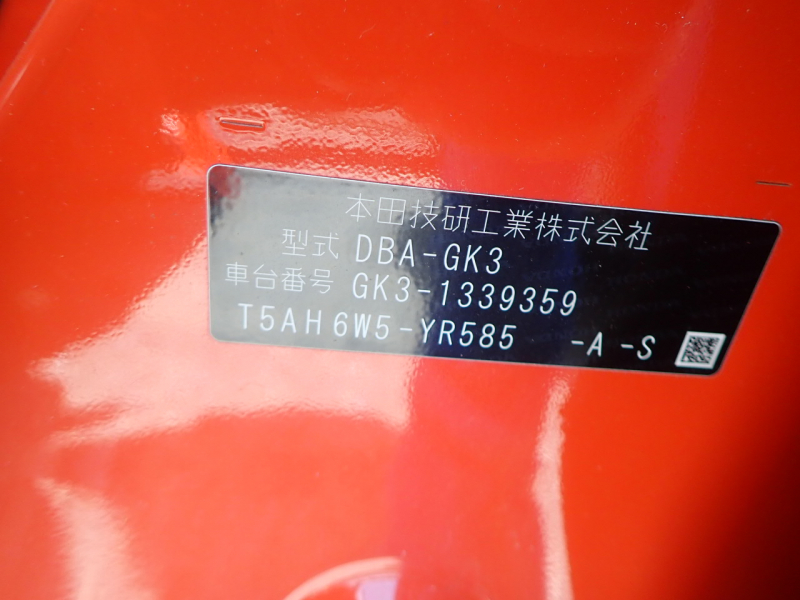 本田技研工業株式会社
型式 DBA-GK3
車台番号 GK3-1339359
T5AH6W5-YR585 -A -S